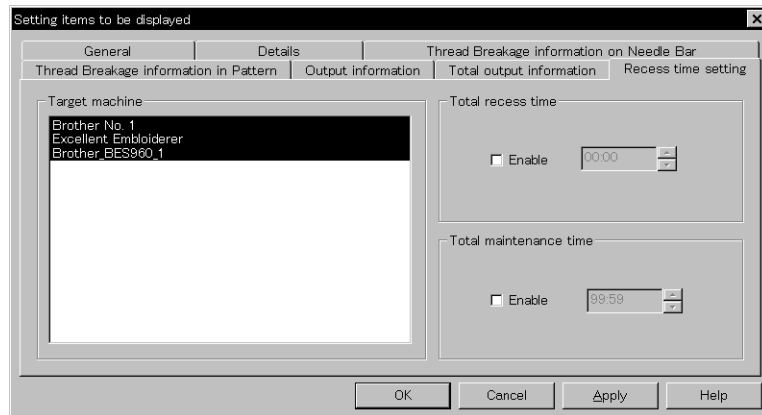 Setting items to be displayed
General
Details
Thread Breakage information on Needle Bar
Thread Breakage information in Pattern
Output information
Total output information
Recess time setting
Target machine
Brother No. 1
Excellent Embloiderer
Brother_BES960_1
Total recess time
Enable
00:00
Total maintenance time
Enable
99:59
OK
Cancel
Apply
Help